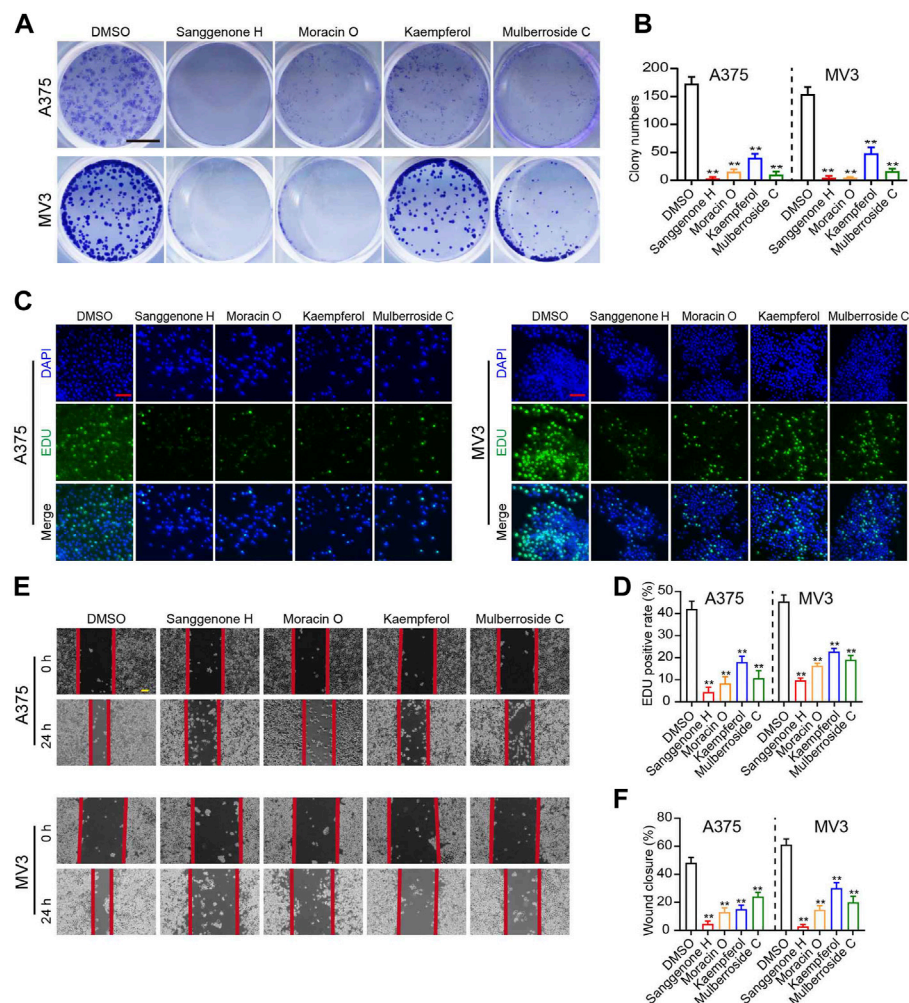 A
DMSO Sanggenone H Moracin O Kaempferol Mulberroside C
A375
MV3
B
A375 MV3
Clony numbers
200
150
100
50
0
DMSO
Sanggenone H
Moracin O
Kaempferol
Mulberroside C
DMSO
Sanggenone H
Moracin O
Kaempferol
Mulberroside C
** ** ** ** ** ** ** **
C
DMSO Sanggenone H Moracin O Kaempferol Mulberroside C
A375
DAPI
EDU
Merge
DMSO Sanggenone H Moracin O Kaempferol Mulberroside C
MV3
DAPI
EDU
Merge
D
A375 MV3
EDU positive rate (%)
60
40
20
0
** ** ** ** ** ** ** **
DMSO
Sanggenone H
Moracin O
Kaempferol
Mulberroside C
DMSO
Sanggenone H
Moracin O
Kaempferol
Mulberroside C
E
DMSO Sanggenone H Moracin O Kaempferol Mulberroside C
A375
0 h
24 h
MV3
0 h
24 h
F
A375 MV3
Wound closure (%)
80
60
40
20
0
** ** ** ** ** ** ** **
DMSO
Sanggenone H
Moracin O
Kaempferol
Mulberroside C
DMSO
Sanggenone H
Moracin O
Kaempferol
Mulberroside C